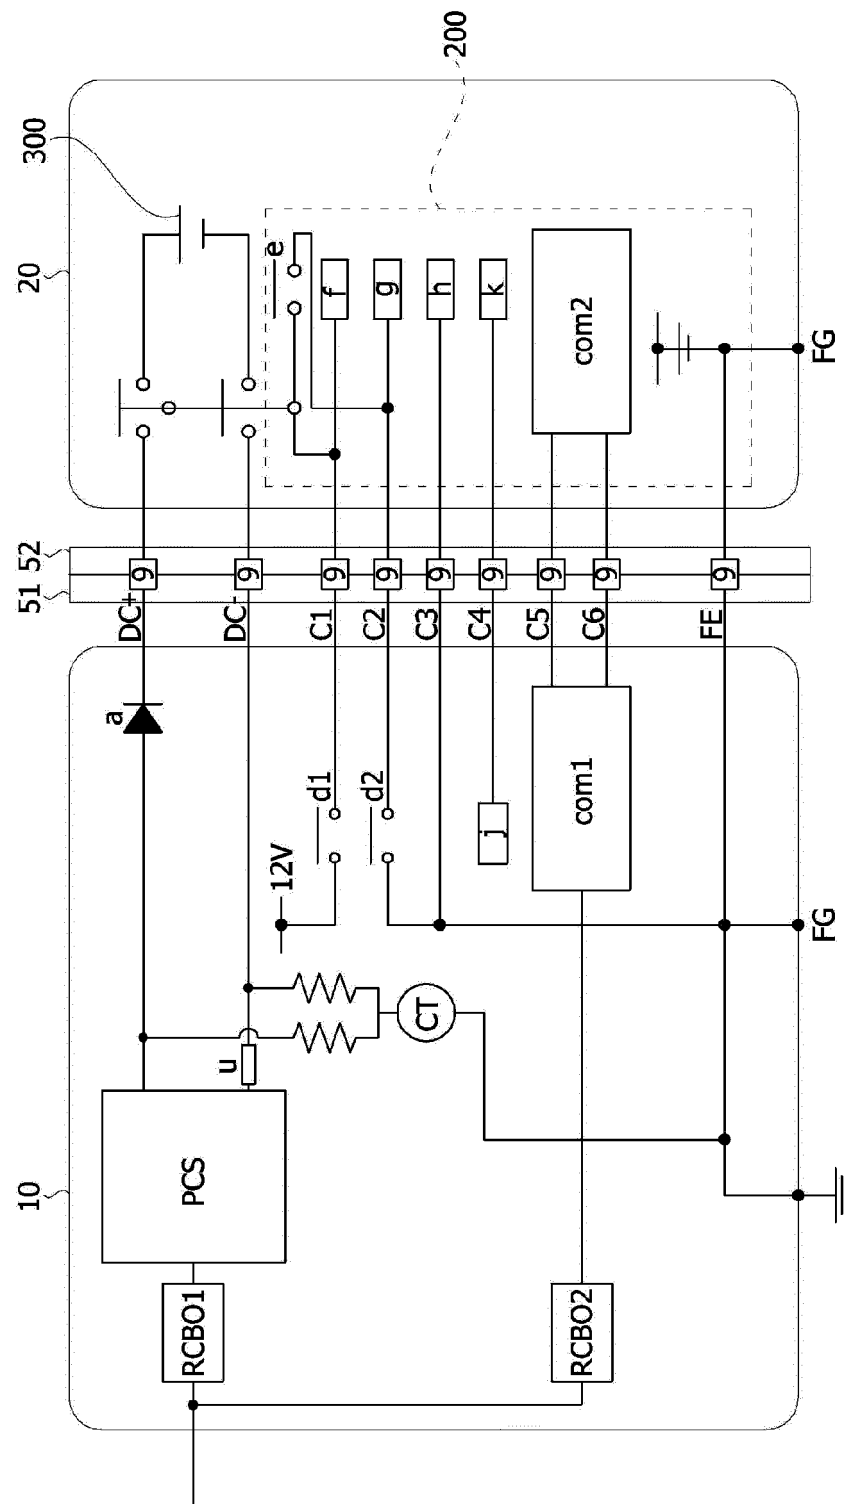 10
51
52
20
300
a
DC+
9
PCS
RCBO1
u
DC-
9
e
12V
d1
C1
9
f
d2
C2
9
g
CT
C3
9
h
200
j
C4
9
k
C5
9
RCBO2
com1
com2
C6
9
FE
9
FG
FG